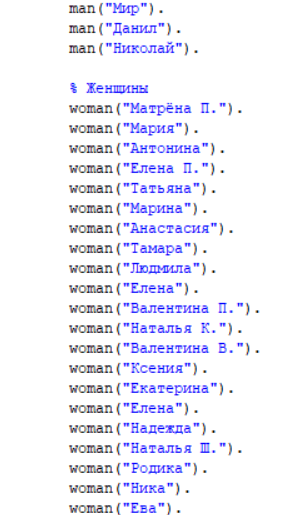 man("Мир").
man("Данил").
man("Николай").
% Женщины
woman("Матрёна П.").
woman("Мария").
woman("Антонина").
woman("Елена П.").
woman("Татьяна").
woman("Марина").
woman("Анастасия").
woman("Тамара").
woman("Людмила").
woman("Елена").
woman("Валентина П.").
woman("Наталья К.").
woman("Валентина В.").
woman("Ксения").
woman("Екатерина").
woman("Елена").
woman("Надежда").
woman("Наталья Ш.").
woman("Родика").
woman("Ника").
woman("Ева").